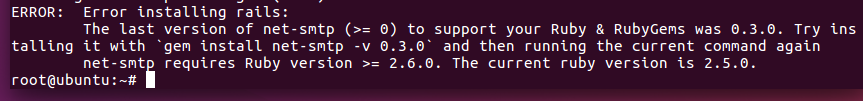 ERROR:  Error installing rails:
The last version of net-smtp (>= 0) to support your Ruby & RubyGems was 0.3.0. Try ins
talling it with `gem install net-smtp -v 0.3.0` and then running the current command again
net-smtp requires Ruby version >= 2.6.0. The current ruby version is 2.5.0.
root@ubuntu:~#